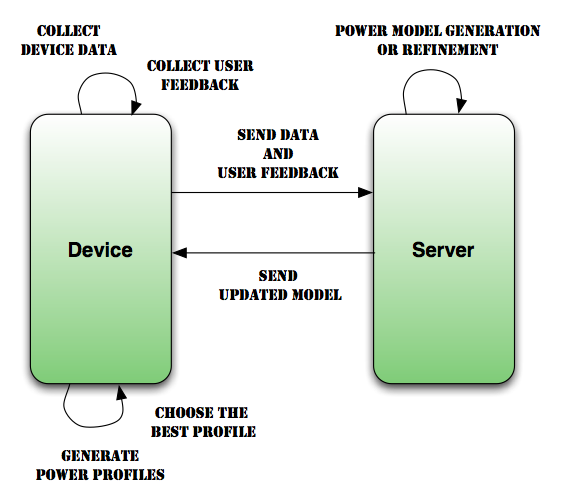 COLLECT
DEVICE DATA
COLLECT USER
FEEDBACK
POWER MODEL GENERATION
OR REFINEMENT
SEND DATA
AND
USER FEEDBACK
Device
Server
SEND
UPDATED MODEL
CHOOSE THE
BEST PROFILE
GENERATE
POWER PROFILES